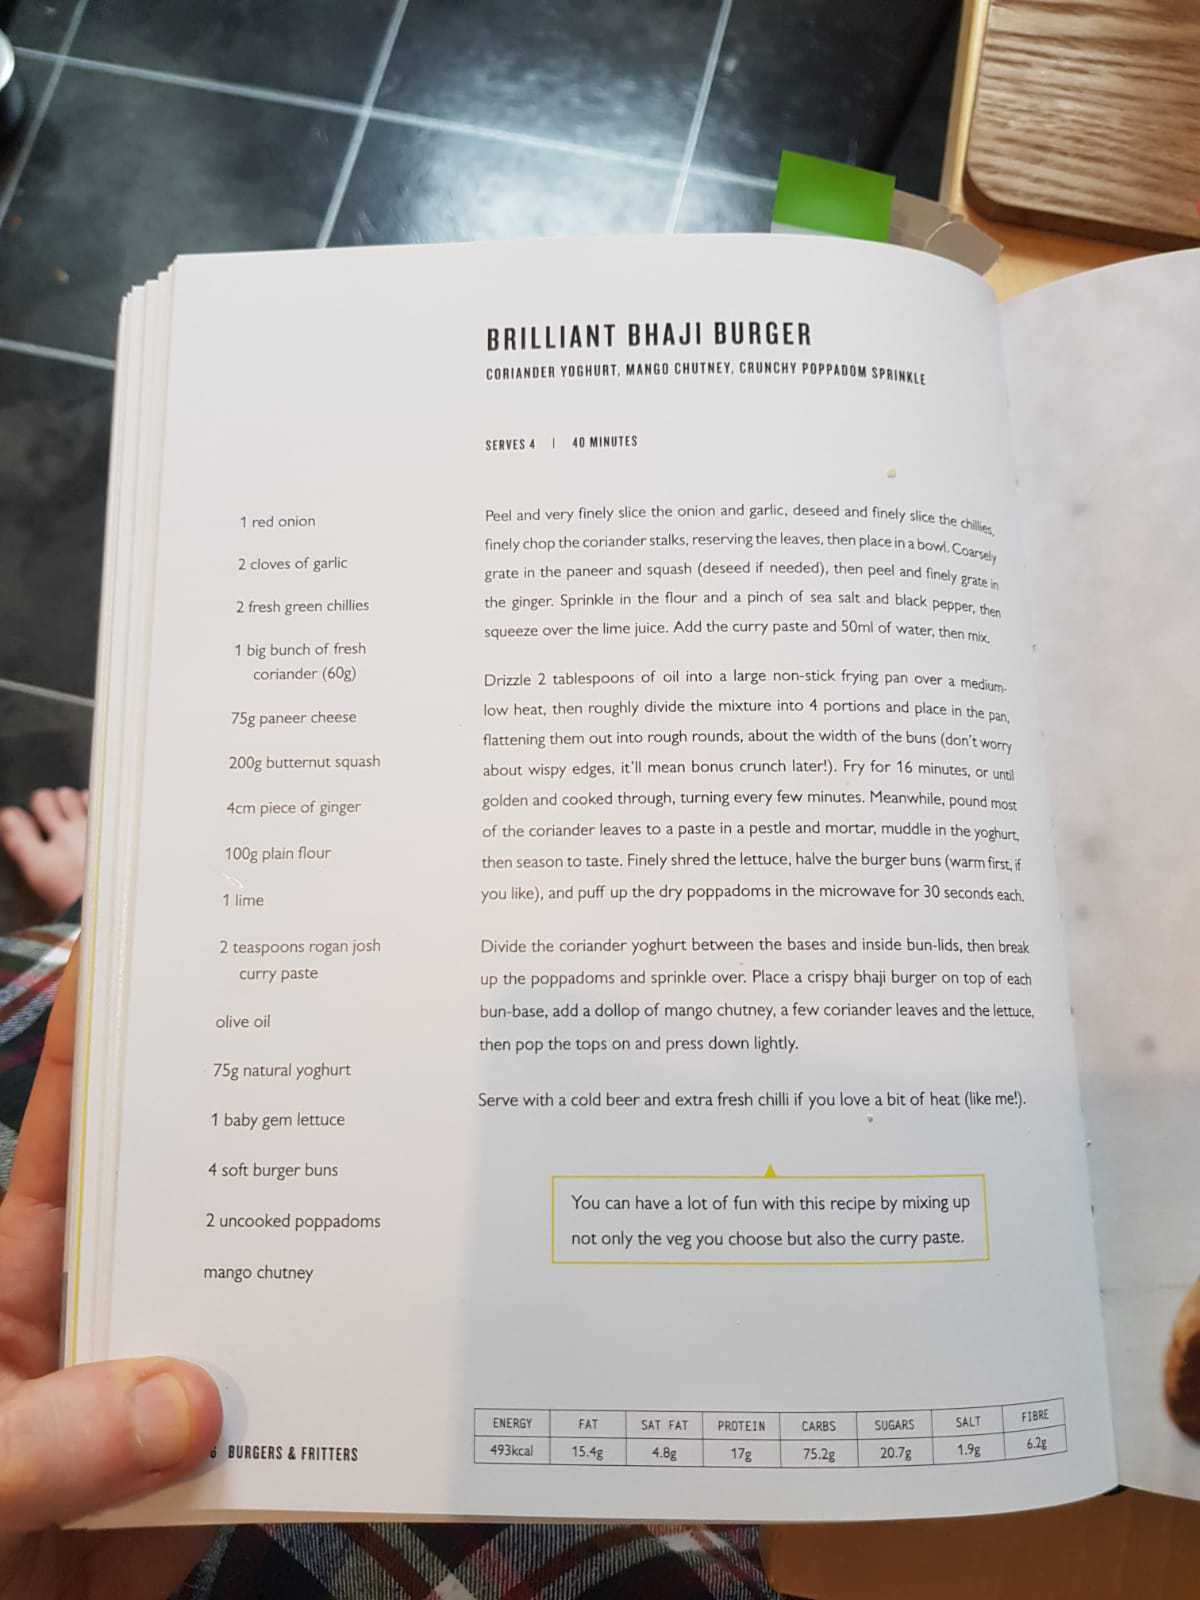 BRILLIANT BHAJI BURGER
CORIANDER YOGHURT, MANGO CHUTNEY, CRUNCHY POPPADOM SPRINKLE
SERVES 4 | 40 MINUTES
1 red onion
2 cloves of garlic
2 fresh green chillies
1 big bunch of fresh
coriander (60g)
75g paneer cheese
200g butternut squash
4cm piece of ginger
100g plain flour
1 lime
2 teaspoons rogan josh
curry paste
olive oil
75g natural yoghurt
1 baby gem lettuce
4 soft burger buns
2 uncooked poppadoms
mango chutney
Peel and very finely slice the onion and garlic, deseed and finely slice the chillies,
finely chop the coriander stalks, reserving the leaves, then place in a bowl. Coarsely
grate in the paneer and squash (deseed if needed), then peel and finely grate in
the ginger. Sprinkle in the flour and a pinch of sea salt and black pepper, then
squeeze over the lime juice. Add the curry paste and 50ml of water, then mix.
Drizzle 2 tablespoons of oil into a large non-stick frying pan over a medium-
low heat, then roughly divide the mixture into 4 portions and place in the pan,
flattening them out into rough rounds, about the width of the buns (don't worry
about wispy edges, it'll mean bonus crunch later!). Fry for 16 minutes, or until
golden and cooked through, turning every few minutes. Meanwhile, pound most
of the coriander leaves to a paste in a pestle and mortar, muddle in the yoghurt,
then season to taste. Finely shred the lettuce, halve the burger buns (warm first, if
you like), and puff up the dry poppadoms in the microwave for 30 seconds each.
Divide the coriander yoghurt between the bases and inside bun-lids, then break
up the poppadoms and sprinkle over. Place a crispy bhaji burger on top of each
bun-base, add a dollop of mango chutney, a few coriander leaves and the lettuce,
then pop the tops on and press down lightly.
Serve with a cold beer and extra fresh chilli if you love a bit of heat (like me!).
You can have a lot of fun with this recipe by mixing up
not only the veg you choose but also the curry paste.
ENERGY FAT SAT FAT PROTEIN CARBS SUGARS SALT FIBRE
493kcal 15.4g 4.8g 17g 75.2g 20.7g 1.9g 6.2g
BURGERS & FRITTERS